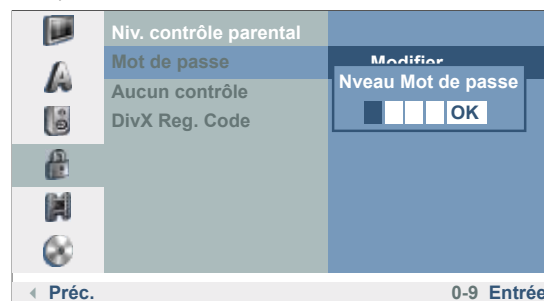 Niv. contrôle parental
Mot de passe
Modifier
Nveau Mot de passe
OK
Aucun contrôle
DivX Reg. Code
Préc.
0-9 Entrée